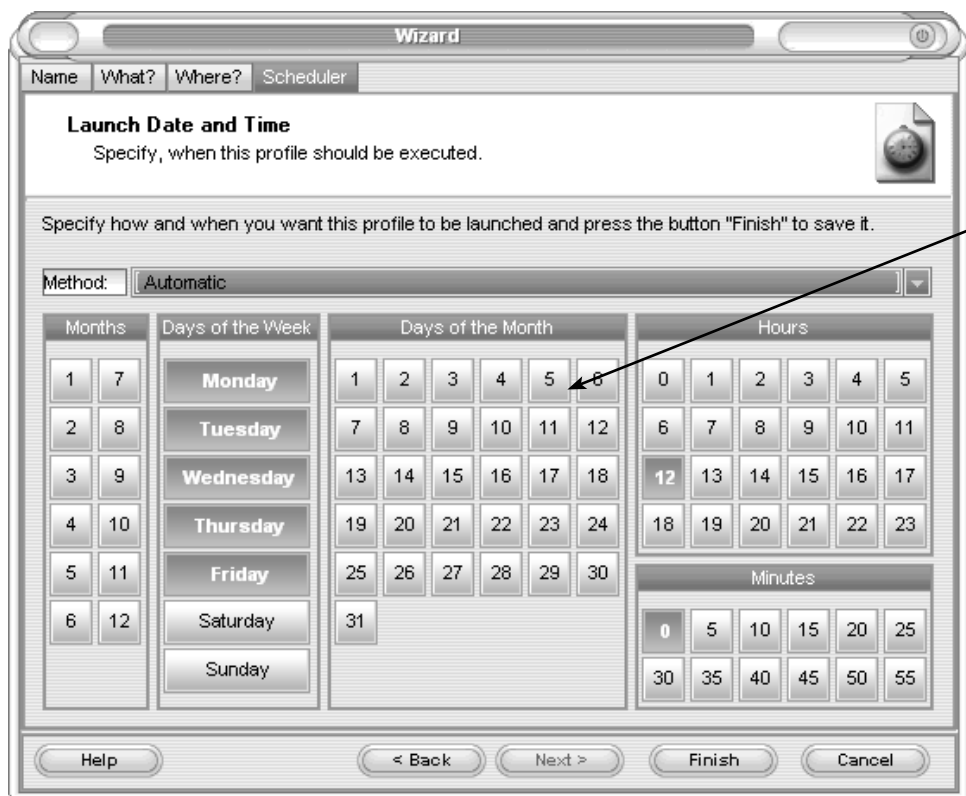 Wizard
Name What? Where? Scheduler
Launch Date and Time
Specify, when this profile should be executed.
Specify how and when you want this profile to be launched and press the button "Finish" to save it.
Method: [Automatic]
Months
1 7
2 8
3 9
4 10
5 11
6 12
Days of the Week
Monday
Tuesday
Wednesday
Thursday
Friday
Saturday
Sunday
Days of the Month
1 2 3 4 5 6
7 8 9 10 11 12
13 14 15 16 17 18
19 20 21 22 23 24
25 26 27 28 29 30
31
Hours
0 1 2 3 4 5
6 7 8 9 10 11
12 13 14 15 16 17
18 19 20 21 22 23
Minutes
0 5 10 15 20 25
30 35 40 45 50 55
Help < Back Next > Finish Cancel